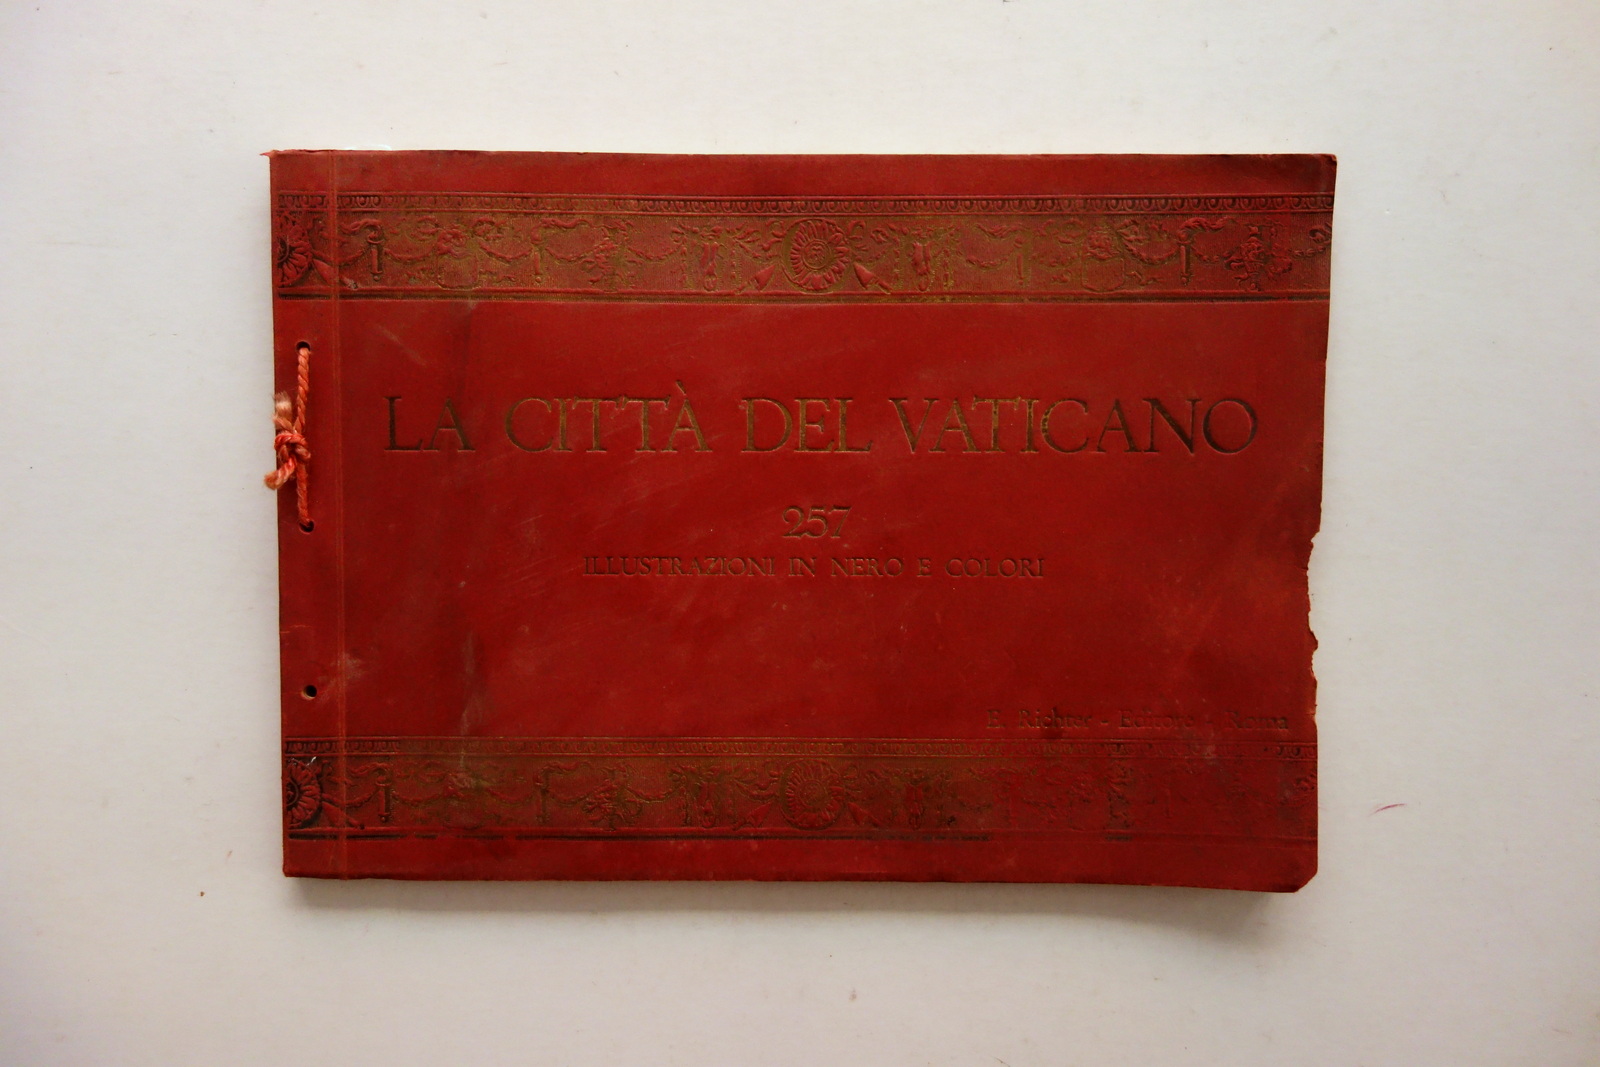 LA CITTÀ DEL VATICANO
257
ILLUSTRAZIONI IN NERO E COLORI
E. Richter - Editore - Roma